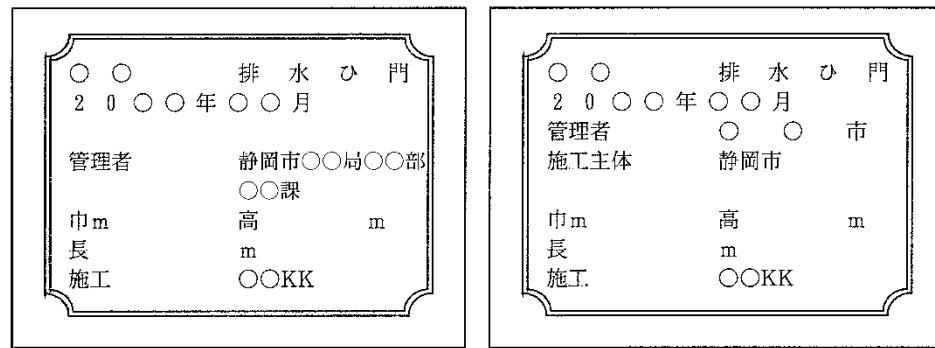 ○ ○ 排 水 ひ 門
２ ０ ○ ○ 年 ○ ○ 月
管理者 静岡市○○局○○部
○○課
巾ｍ 高 ｍ
長 ｍ
施工 ○○KK
○ ○ 排 水 ひ 門
２ ０ ○ ○ 年 ○ ○ 月
管理者 ○ ○ 市
施工主体 静岡市
巾ｍ 高 ｍ
長 ｍ
施工 ○○KK